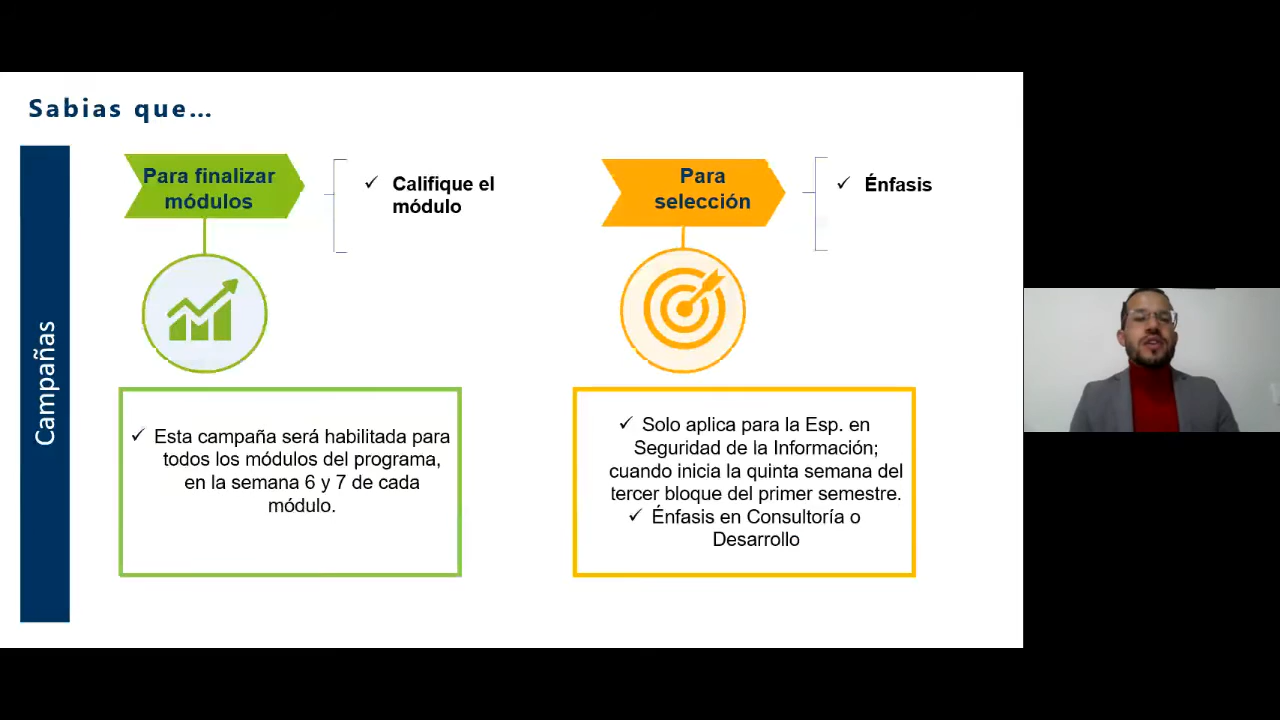 Sabias que...
Campañas
Para finalizar
módulos
Califique el
módulo
Esta campaña será habilitada para
todos los módulos del programa,
en la semana 6 y 7 de cada
módulo.
Para
selección
Énfasis
Solo aplica para la Esp. en
Seguridad de la Información;
cuando inicia la quinta semana del
tercer bloque del primer semestre.
Énfasis en Consultoría o
Desarrollo